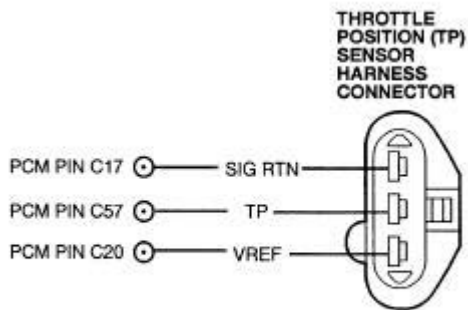 THROTTLE
POSITION (TP)
SENSOR
HARNESS
CONNECTOR
PCM PIN C17 SIG RTN
PCM PIN C57 TP
PCM PIN C20 VREF